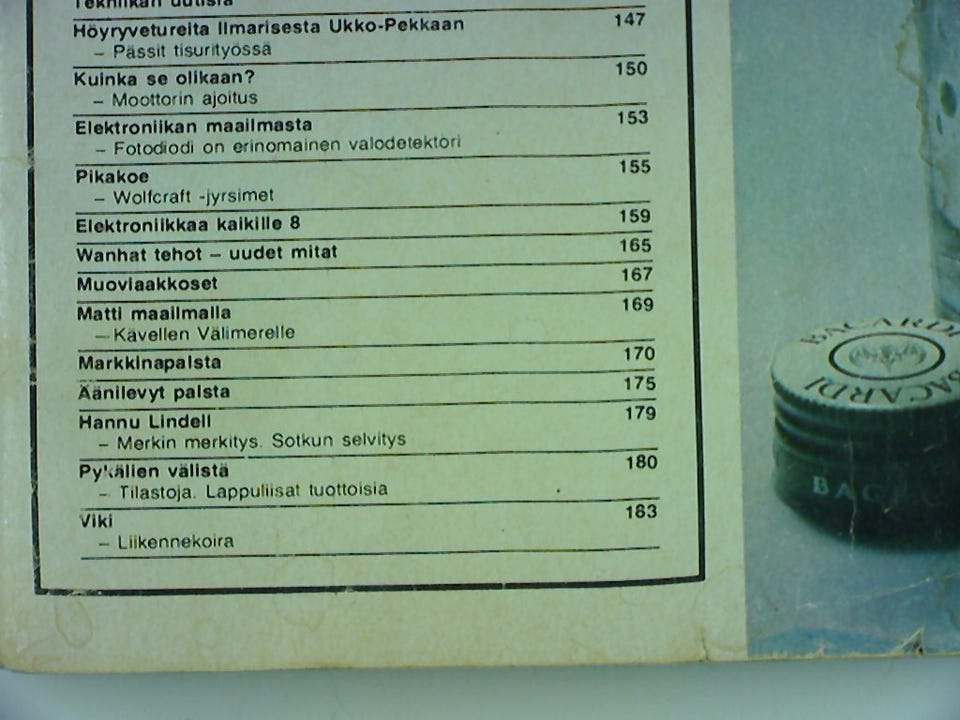 Tekniikan uutisia
Höyryvetureita Ilmarisesta Ukko-Pekkaan 147
– Pässit tisurityössä
Kuinka se olikaan? 150
– Moottorin ajoitus
Elektroniikan maailmasta 153
– Fotodiodi on erinomainen valodetektori
Pikakoe 155
– Wolfcraft -jyrsimet
Elektroniikkaa kaikille 8 159
Wanhat tehot – uudet mitat 165
Muoviaakkoset 167
Matti maailmalla 169
– Kävellen Välimerelle
Markkinapalsta 170
Äänilevyt palsta 175
Hannu Lindell 179
– Merkin merkitys. Sotkun selvitys
Pykälien välistä 180
– Tilastoja. Lappuliisat tuottoisia
Viki 183
– Liikennekoira
BACARDI
BACARDI